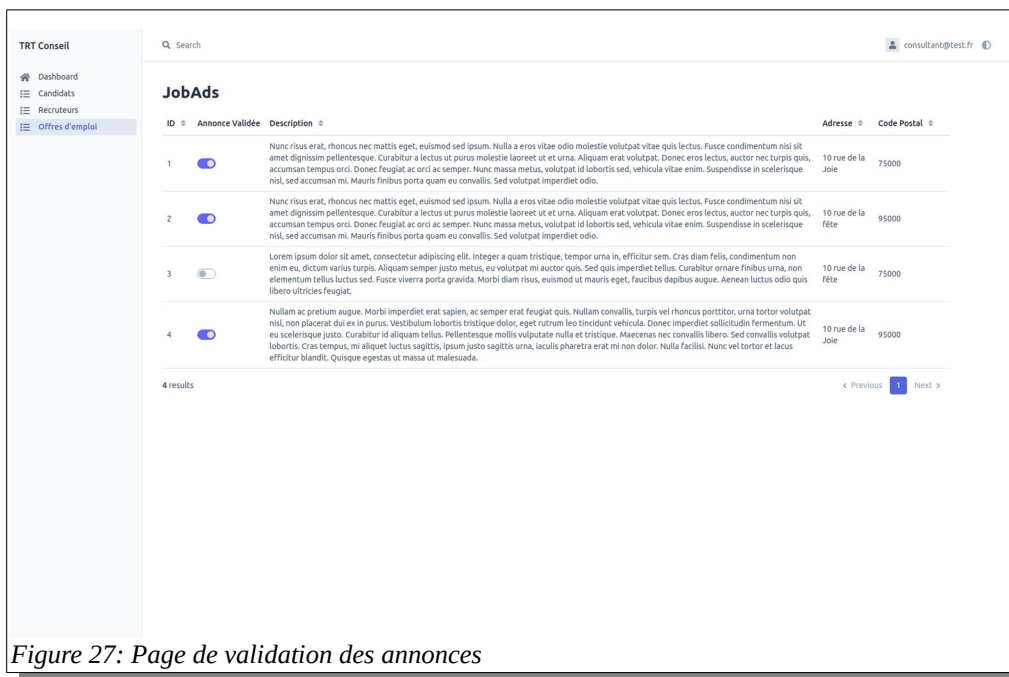 TRT Conseil
Search
consultant@test.fr
Dashboard
Candidats
Recruteurs
Offres d'emploi
JobAds
ID Annonce Validée Description Adresse Code Postal
Nunc risus erat, rhoncus nec mattis eget, euismod sed ipsum. Nulla a eros vitae odio molestie volutpat vitae quis lectus. Fusce condimentum nisi sit
amet dignissim pellentesque. Curabitur a lectus ut purus molestie laoreet ut et urna. Aliquam erat volutpat. Donec eros lectus, auctor nec turpis quis,
accumsan tempus orci. Donec feugiat ac orci ac semper. Nunc massa metus, volutpat id lobortis sed, vehicula vitae enim. Suspendisse in scelerisque
nisl, sed accumsan mi. Mauris finibus porta quam eu convallis. Sed volutpat imperdiet odio.
1
10 rue de la
Joie
75000
Nunc risus erat, rhoncus nec mattis eget, euismod sed ipsum. Nulla a eros vitae odio molestie volutpat vitae quis lectus. Fusce condimentum nisi sit
amet dignissim pellentesque. Curabitur a lectus ut purus molestie laoreet ut et urna. Aliquam erat volutpat. Donec eros lectus, auctor nec turpis quis,
accumsan tempus orci. Donec feugiat ac orci ac semper. Nunc massa metus, volutpat id lobortis sed, vehicula vitae enim. Suspendisse in scelerisque
nisl, sed accumsan mi. Mauris finibus porta quam eu convallis. Sed volutpat imperdiet odio.
2
10 rue de la
fête
95000
Lorem ipsum dolor sit amet, consectetur adipiscing elit. Integer a quam tristique, tempor urna in, efficitur sem. Cras diam felis, condimentum non
enim eu, dictum varius turpis. Aliquam semper justo metus, eu volutpat mi auctor quis. Sed quis imperdiet tellus. Curabitur ornare finibus urna, non
elementum tellus luctus sed. Fusce viverra porta gravida. Morbi diam risus, euismod ut mauris eget, faucibus dapibus augue. Aenean luctus odio quis
libero ultricies feugiat.
3
10 rue de la
fête
75000
Nullam ac pretium augue. Morbi imperdiet erat sapien, ac semper erat feugiat quis. Nullam convallis, turpis vel rhoncus porttitor, urna tortor volutpat
nisl, non placerat dui ex in purus. Vestibulum lobortis tristique dolor, eget rutrum leo tincidunt vehicula. Donec imperdiet sollicitudin fermentum. Ut
eu scelerisque justo. Curabitur id aliquam tellus. Pellentesque mollis vulputate nulla et tristique. Maecenas nec convallis libero. Sed convallis volutpat
lobortis. Cras tempus, mi aliquet luctus sagittis, ipsum justo sagittis urna, iaculis pharetra erat mi non dolor. Nulla facilisi. Nunc vel tortor et lacus
efficitur blandit. Quisque egestas ut massa ut malesuada.
4
10 rue de la
Joie
95000
4 results
Previous 1 Next
Figure 27: Page de validation des annonces